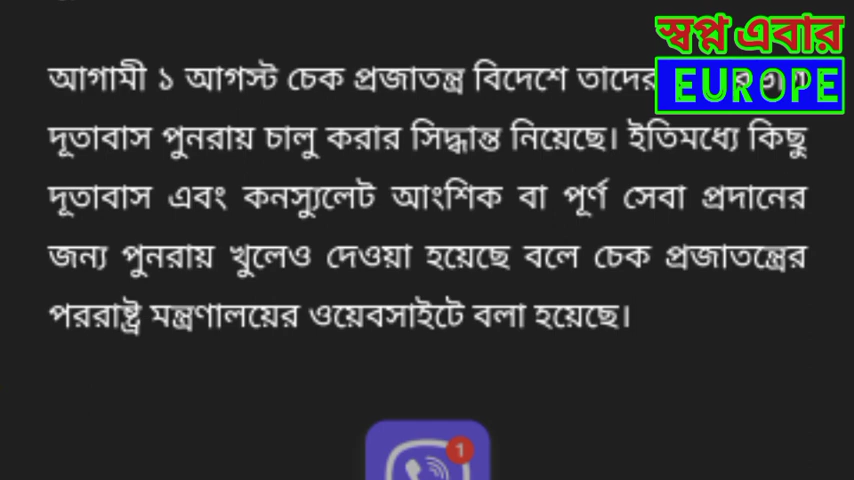 স্বপ্ন এবার
EUROPE
আগামী ১ আগস্ট চেক প্রজাতন্ত্র বিদেশে তাদের
দূতাবাস পুনরায় চালু করার সিদ্ধান্ত নিয়েছে। ইতিমধ্যে কিছু
দূতাবাস এবং কনস্যুলেট আংশিক বা পূর্ণ সেবা প্রদানের
জন্য পুনরায় খুলেও দেওয়া হয়েছে বলে চেক প্রজাতন্ত্রের
পররাষ্ট্র মন্ত্রণালয়ের ওয়েবসাইটে বলা হয়েছে।
1